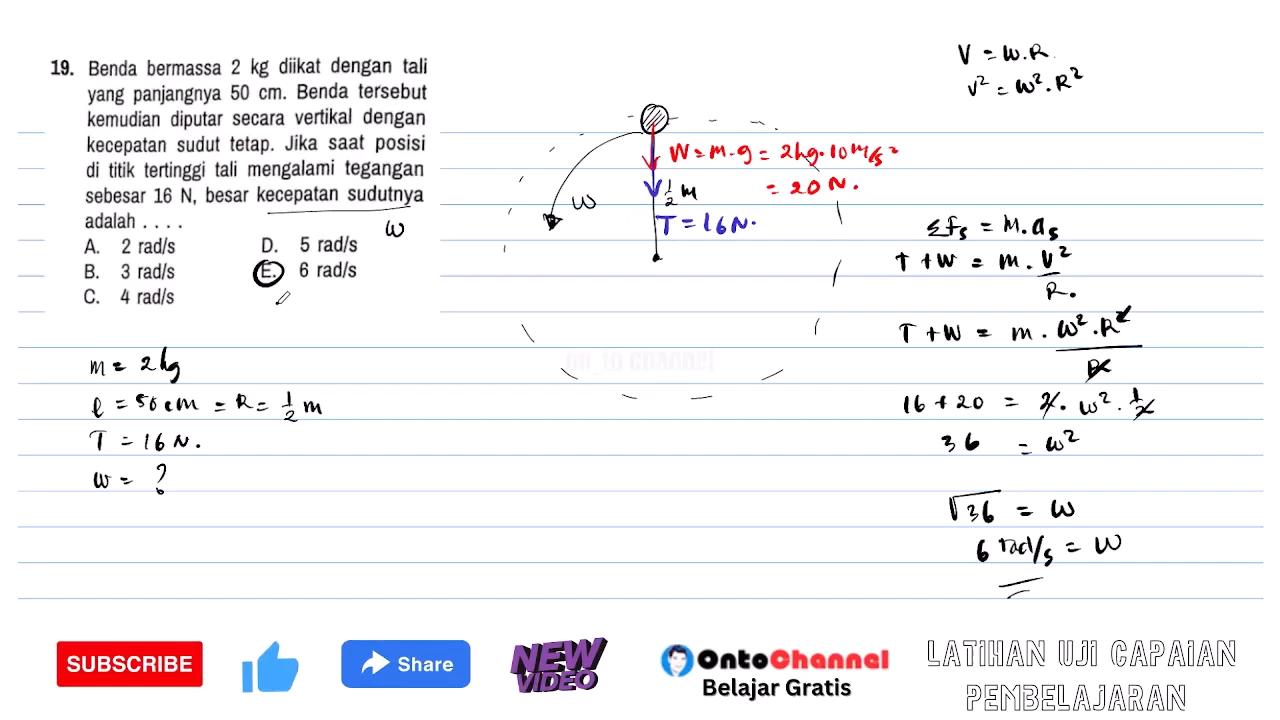 19. Benda bermassa 2 kg diikat dengan tali
yang panjangnya 50 cm. Benda tersebut
kemudian diputar secara vertikal dengan
kecepatan sudut tetap. Jika saat posisi
di titik tertinggi tali mengalami tegangan
sebesar 16 N, besar kecepatan sudutnya
adalah . . . .
ω
A. 2 rad/s D. 5 rad/s
B. 3 rad/s E. 6 rad/s
C. 4 rad/s
m = 2 kg
l = 50 cm = R = 1/2 m
T = 16 N.
ω = ?
W = m.g = 2kg.10 m/s²
= 20 N.
1/2 m
T = 16 N.
ω
V = ω.R
V² = ω².R²
ΣFs = m.as
T + W = m. V²/R.
T + W = m. ω².R²/R
16 + 20 = 2. ω². 1/2
36 = ω²
√36 = ω
6 rad/s = ω
SUBSCRIBE
Share
NEW
VIDEO
OntoChannel
Belajar Gratis
LATIHAN UJI CAPAIAN
PEMBELAJARAN